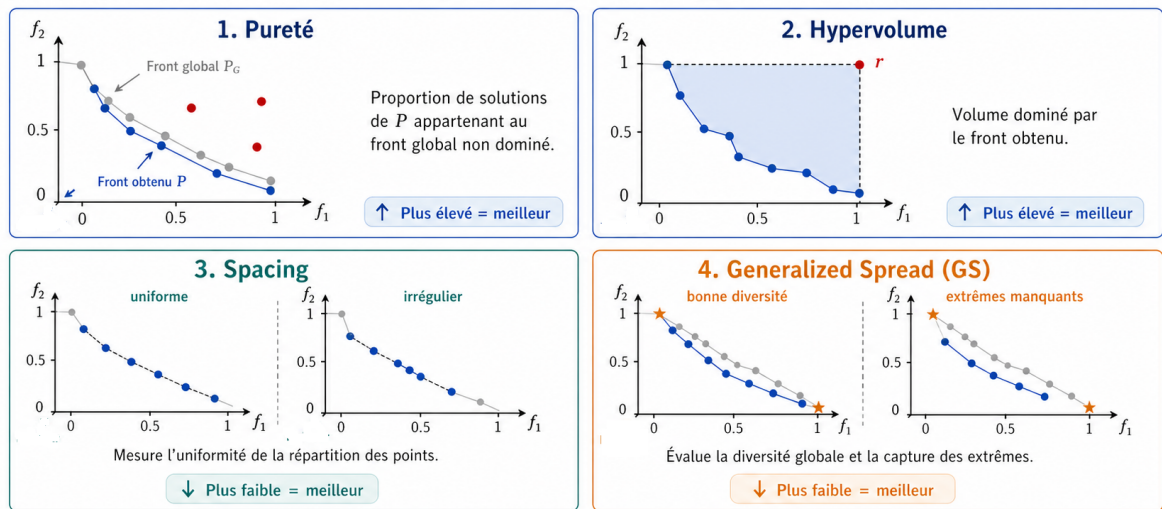 1. Pureté
f₂
1
0.5
0
0
0.5
1
f₁
Front global P_G
Front obtenu P
Proportion de solutions
de P appartenant au
front global non dominé.
↑ Plus élevé = meilleur
2. Hypervolume
f₂
1
0.5
0
0
0.5
1
f₁
r
Volume dominé par
le front obtenu.
↑ Plus élevé = meilleur
3. Spacing
uniforme
f₂
1
0.5
0
0
0.5
1
f₁
irrégulier
f₂
1
0.5
0
0
0.5
1
f₁
Mesure l'uniformité de la répartition des points.
↓ Plus faible = meilleur
4. Generalized Spread (GS)
bonne diversité
f₂
1
0.5
0
0
0.5
1
f₁
extrêmes manquants
f₂
1
0.5
0
0
0.5
1
f₁
Évalue la diversité globale et la capture des extrêmes.
↓ Plus faible = meilleur